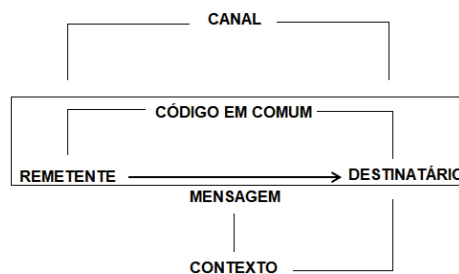 CANAL
CÓDIGO EM COMUM
REMETENTE DESTINATÁRIO
MENSAGEM
CONTEXTO